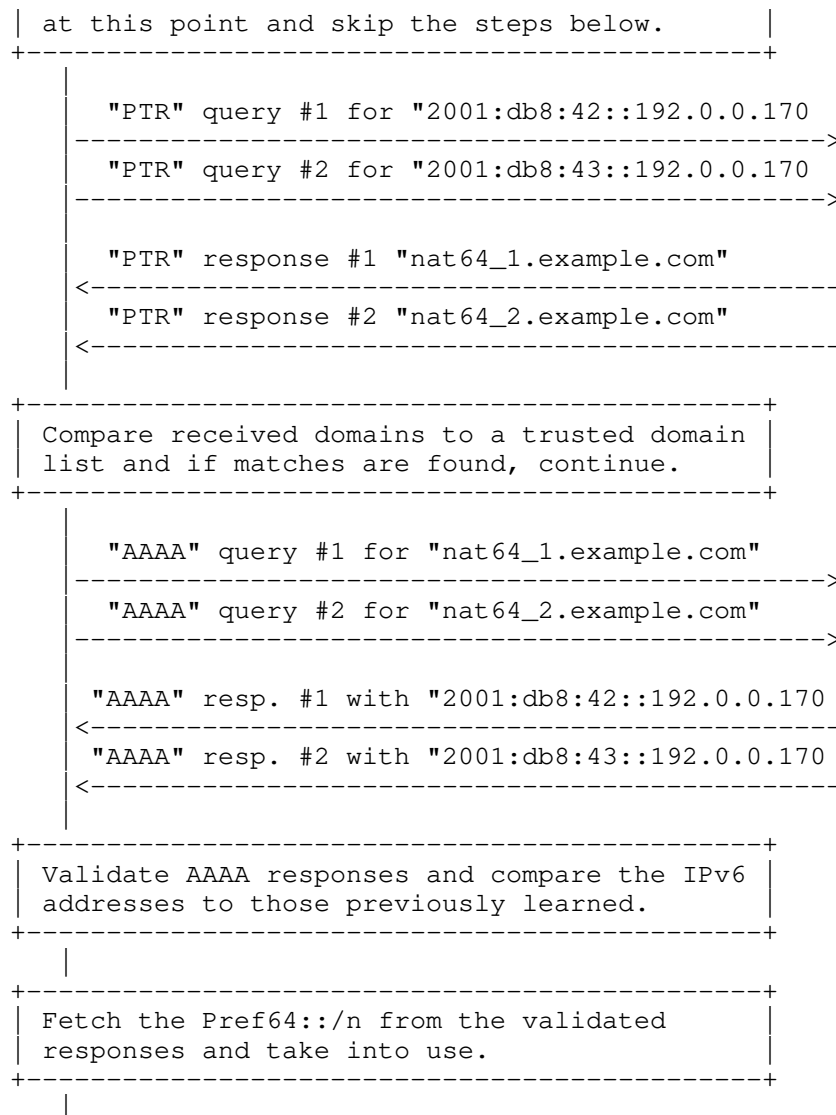 at this point and skip the steps below.
"PTR" query #1 for "2001:db8:42::192.0.0.170
"PTR" query #2 for "2001:db8:43::192.0.0.170
"PTR" response #1 "nat64_1.example.com"
"PTR" response #2 "nat64_2.example.com"
Compare received domains to a trusted domain
list and if matches are found, continue.
"AAAA" query #1 for "nat64_1.example.com"
"AAAA" query #2 for "nat64_2.example.com"
"AAAA" resp. #1 with "2001:db8:42::192.0.0.170
"AAAA" resp. #2 with "2001:db8:43::192.0.0.170
Validate AAAA responses and compare the IPv6
addresses to those previously learned.
Fetch the Pref64::/n from the validated
responses and take into use.